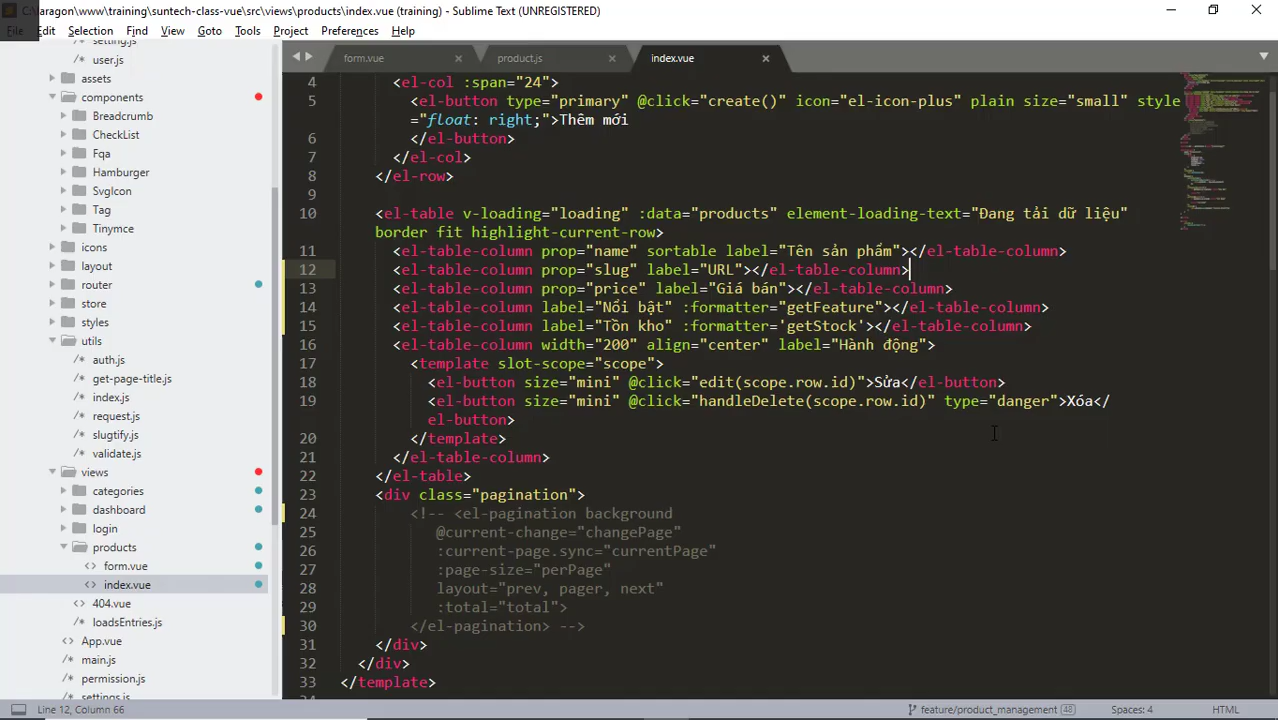 C:\laragon\www\training\suntech-class-vue\src\views\products\index.vue (training) - Sublime Text (UNREGISTERED)
File Edit Selection Find View Goto Tools Project Preferences Help
setting.js
user.js
assets
components
Breadcrumb
CheckList
Fqa
Hamburger
SvgIcon
Tag
Tinymce
icons
layout
router
store
styles
utils
auth.js
get-page-title.js
index.js
request.js
slugtify.js
validate.js
views
categories
dashboard
login
products
form.vue
index.vue
404.vue
loadsEntries.js
App.vue
main.js
permission.js
settings.js
form.vue product.js index.vue
4 <el-col :span="24">
5 <el-button type="primary" @click="create()" icon="el-icon-plus" plain size="small" style
="float: right;">Thêm mới
6 </el-button>
7 </el-col>
8 </el-row>
9
10 <el-table v-loading="loading" :data="products" element-loading-text="Đang tải dữ liệu"
border fit highlight-current-row>
11 <el-table-column prop="name" sortable label="Tên sản phẩm"></el-table-column>
12 <el-table-column prop="slug" label="URL"></el-table-column>
13 <el-table-column prop="price" label="Giá bán"></el-table-column>
14 <el-table-column label="Nổi bật" :formatter="getFeature"></el-table-column>
15 <el-table-column label="Tồn kho" :formatter='getStock'></el-table-column>
16 <el-table-column width="200" align="center" label="Hành động">
17 <template slot-scope="scope">
18 <el-button size="mini" @click="edit(scope.row.id)">Sửa</el-button>
19 <el-button size="mini" @click="handleDelete(scope.row.id)" type="danger">Xóa</
el-button>
20 </template>
21 </el-table-column>
22 </el-table>
23 <div class="pagination">
24 <!-- <el-pagination background
25 @current-change="changePage"
26 :current-page.sync="currentPage"
27 :page-size="perPage"
28 layout="prev, pager, next"
29 :total="total">
30 </el-pagination> -->
31 </div>
32 </div>
33 </template>
Line 12, Column 66 feature/product_management 48 Spaces: 4 HTML